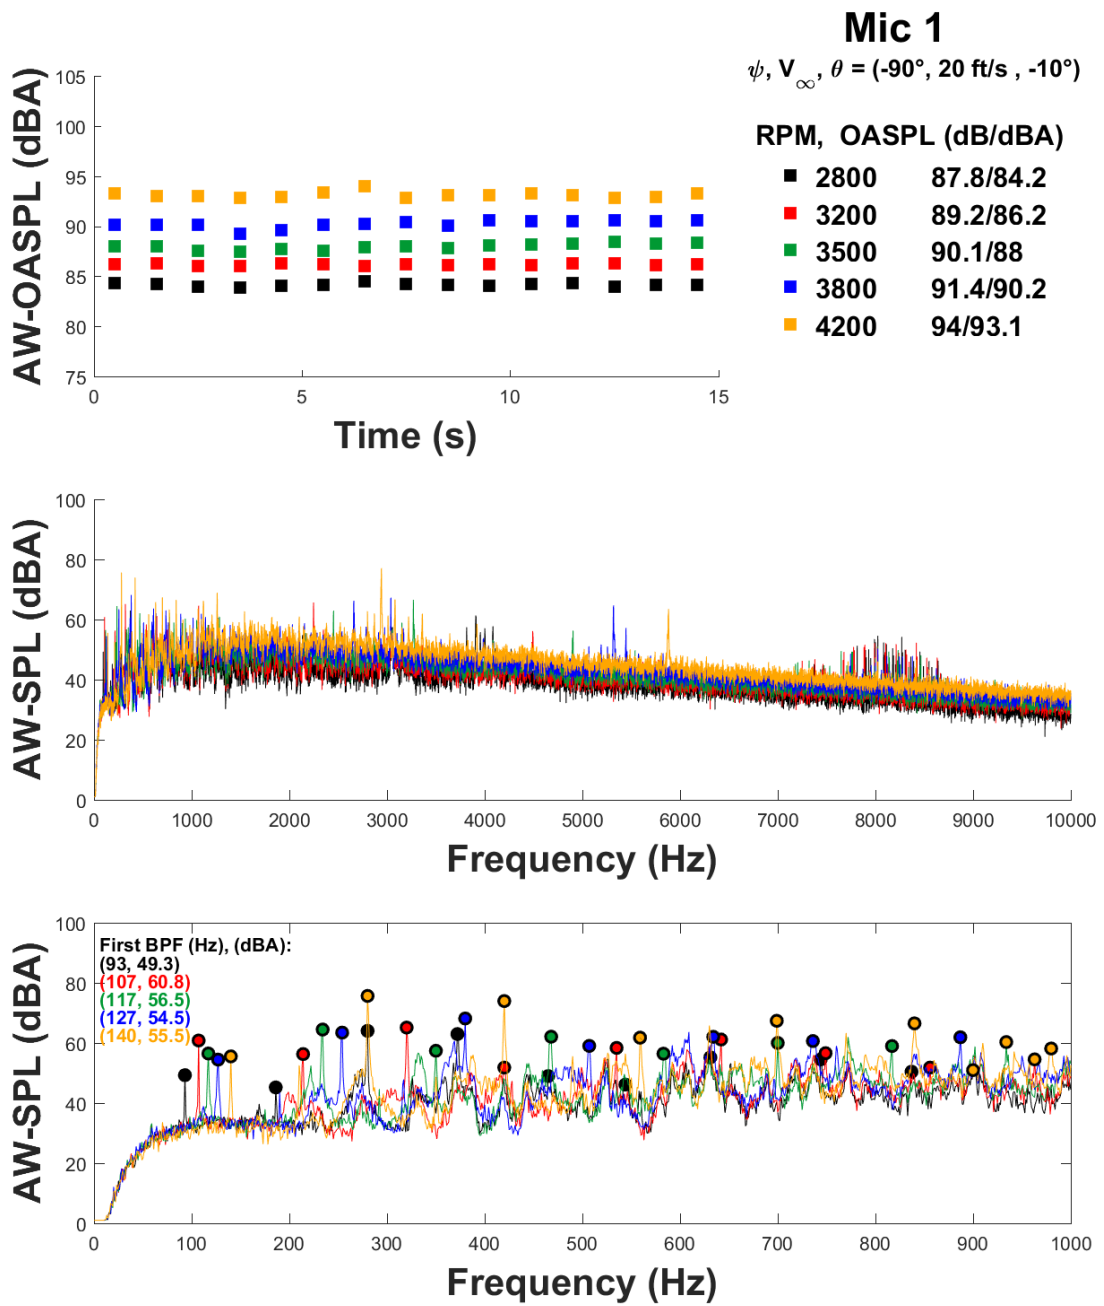 Mic 1
ψ, V∞, θ = (-90°, 20 ft/s , -10°)
RPM, OASPL (dB/dBA)
2800 87.8/84.2
3200 89.2/86.2
3500 90.1/88
3800 91.4/90.2
4200 94/93.1
AW-OASPL (dBA)
105
100
95
90
85
80
75
0 5 10 15
Time (s)
AW-SPL (dBA)
100
80
60
40
20
0
0 1000 2000 3000 4000 5000 6000 7000 8000 9000 10000
Frequency (Hz)
AW-SPL (dBA)
100
80
60
40
20
0
First BPF (Hz), (dBA):
(93, 49.3)
(107, 60.8)
(117, 56.5)
(127, 54.5)
(140, 55.5)
0 100 200 300 400 500 600 700 800 900 1000
Frequency (Hz)